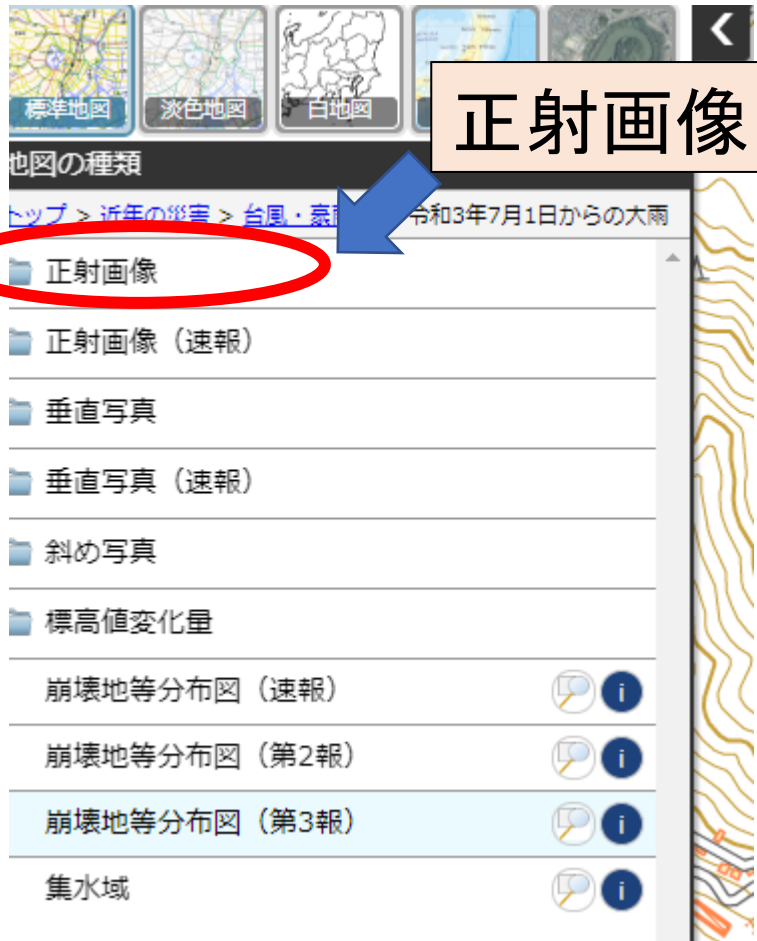 標準地図
淡色地図
白地図
正射画像
地図の種類
トップ > 近年の災害 > 台風・豪 令和3年7月1日からの大雨
正射画像
正射画像（速報）
垂直写真
垂直写真（速報）
斜め写真
標高値変化量
崩壊地等分布図（速報） i
崩壊地等分布図（第2報） i
崩壊地等分布図（第3報） i
集水域 i